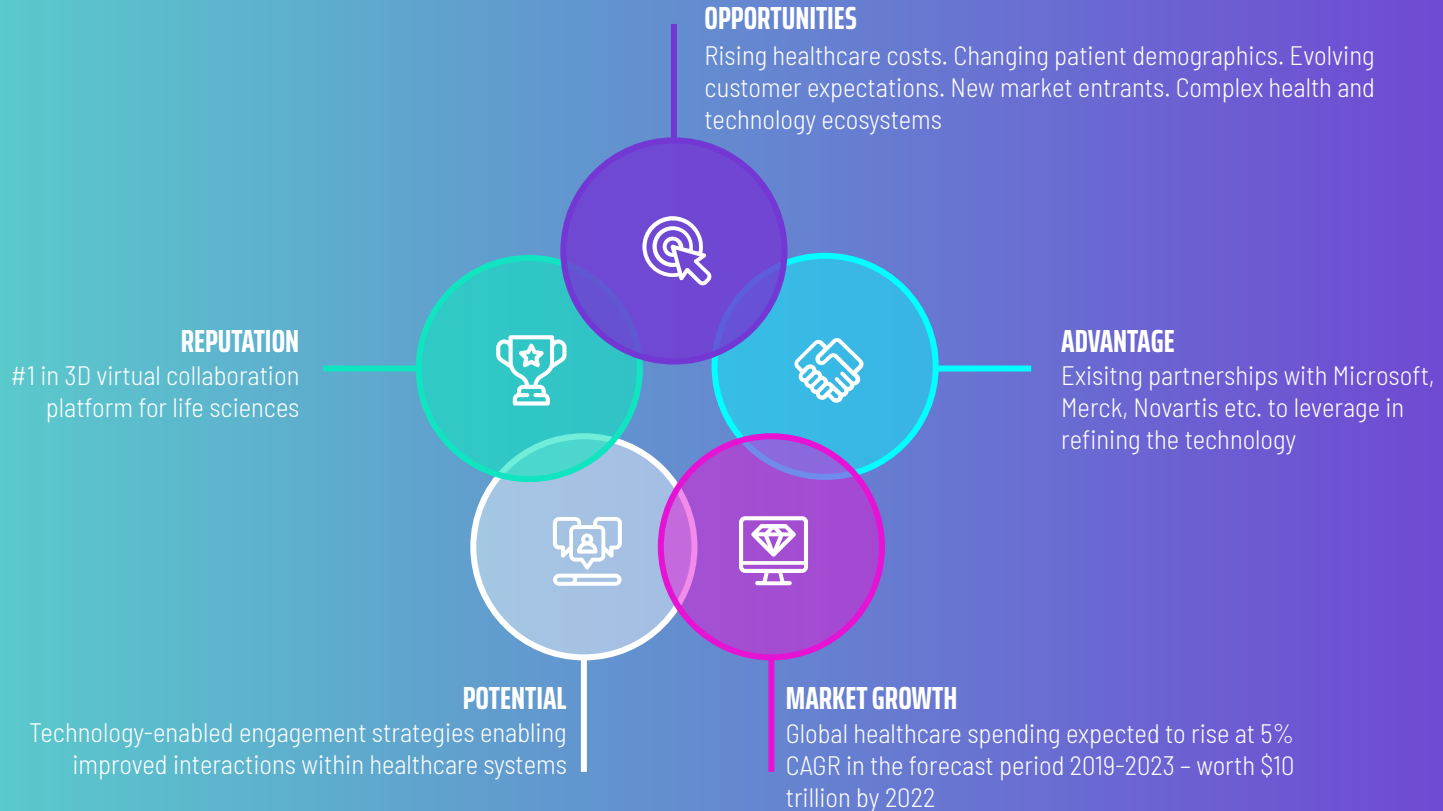 OPPORTUNITIES
Rising healthcare costs. Changing patient demographics. Evolving
customer expectations. New market entrants. Complex health and
technology ecosystems
REPUTATION
#1 in 3D virtual collaboration
platform for life sciences
ADVANTAGE
Exisitng partnerships with Microsoft,
Merck, Novartis etc. to leverage in
refining the technology
POTENTIAL
Technology-enabled engagement strategies enabling
improved interactions within healthcare systems
MARKET GROWTH
Global healthcare spending expected to rise at 5%
CAGR in the forecast period 2019-2023 – worth $10
trillion by 2022